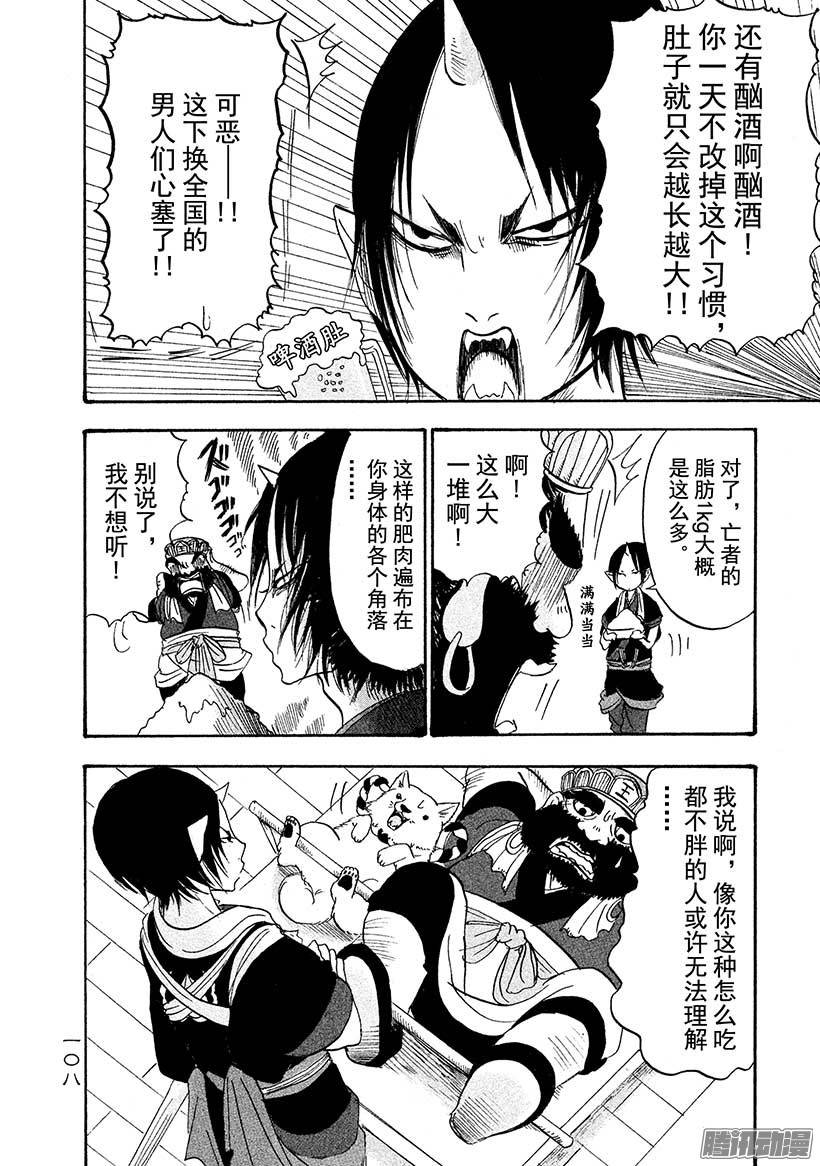 还有酗酒啊酗酒！
你一天不改掉这个习惯，
肚子就只会越长越大！！
可恶——！！
这下换全国的
男人们心塞了！！
啤酒肚
对了，亡者的
脂肪1kg大概
是这么多。
啊！
这么大
一堆啊！
满满当当
这样的肥肉遍布在
你身体的各个角落
……
别说了，
我不想听！
我说啊，像你这种怎么吃
都不胖的人或许无法理解
……
王
一〇八
腾讯动漫